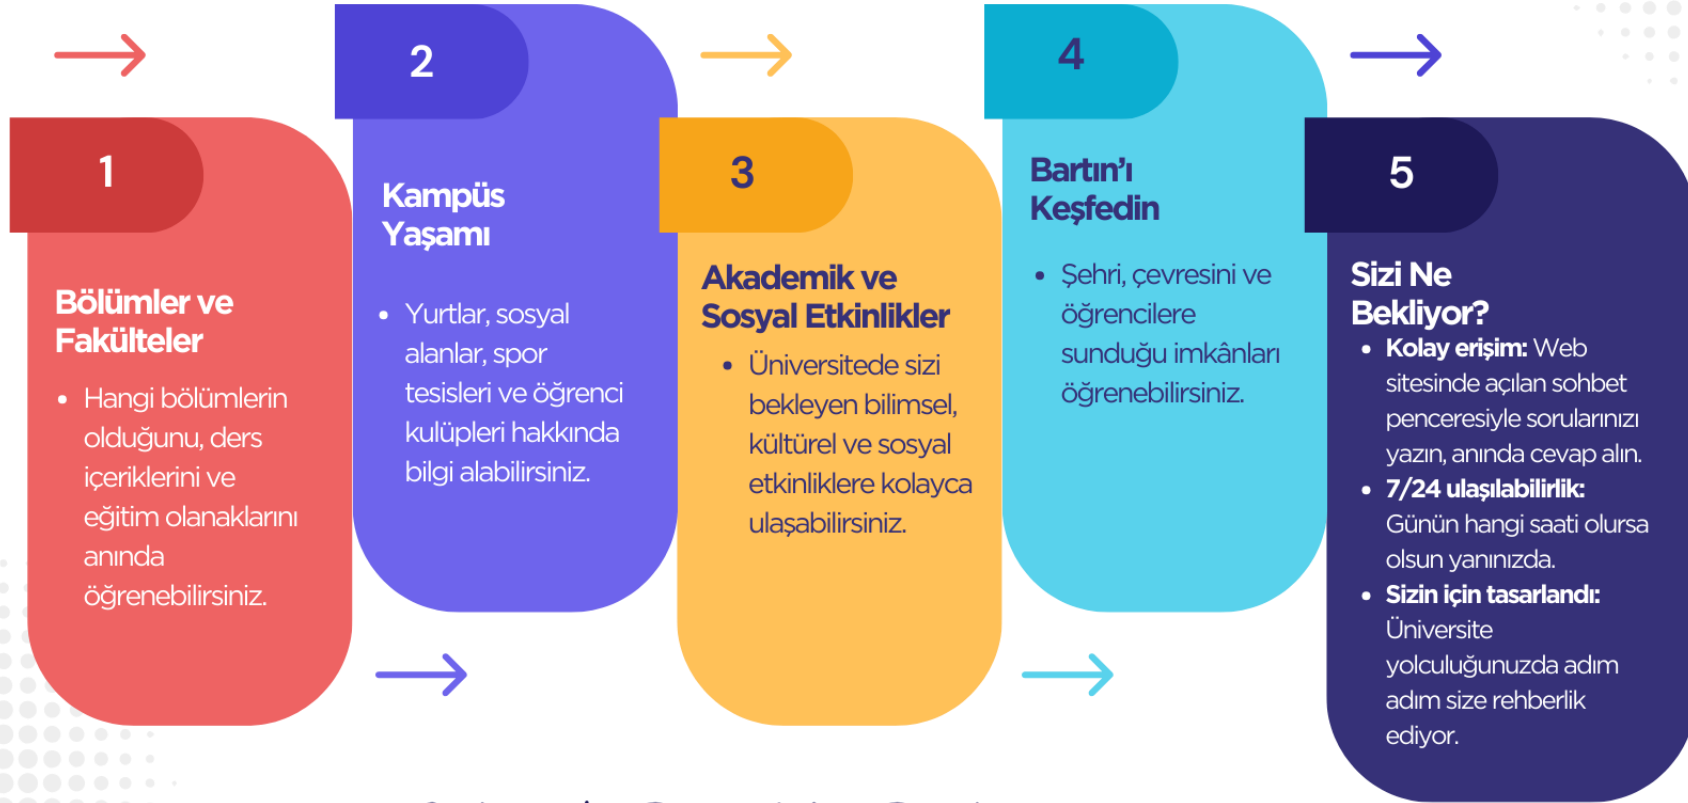 1
Bölümler ve
Fakülteler
• Hangi bölümlerin
olduğunu, ders
içeriklerini ve
eğitim olanaklarını
anında
öğrenebilirsiniz.
2
Kampüs
Yaşamı
• Yurtlar, sosyal
alanlar, spor
tesisleri ve öğrenci
kulüpleri hakkında
bilgi alabilirsiniz.
3
Akademik ve
Sosyal Etkinlikler
• Üniversitede sizi
bekleyen bilimsel,
kültürel ve sosyal
etkinliklere kolayca
ulaşabilirsiniz.
4
Bartın’ı
Keşfedin
• Şehri, çevresini ve
öğrencilere
sunduğu imkânları
öğrenebilirsiniz.
5
Sizi Ne
Bekliyor?
• Kolay erişim: Web
sitesinde açılan sohbet
penceresiyle sorularınızı
yazın, anında cevap alın.
• 7/24 ulaşılabilirlik:
Günün hangi saati olursa
olsun yanınızda.
• Sizin için tasarlandı:
Üniversite
yolculuğunuzda adım
adım size rehberlik
ediyor.